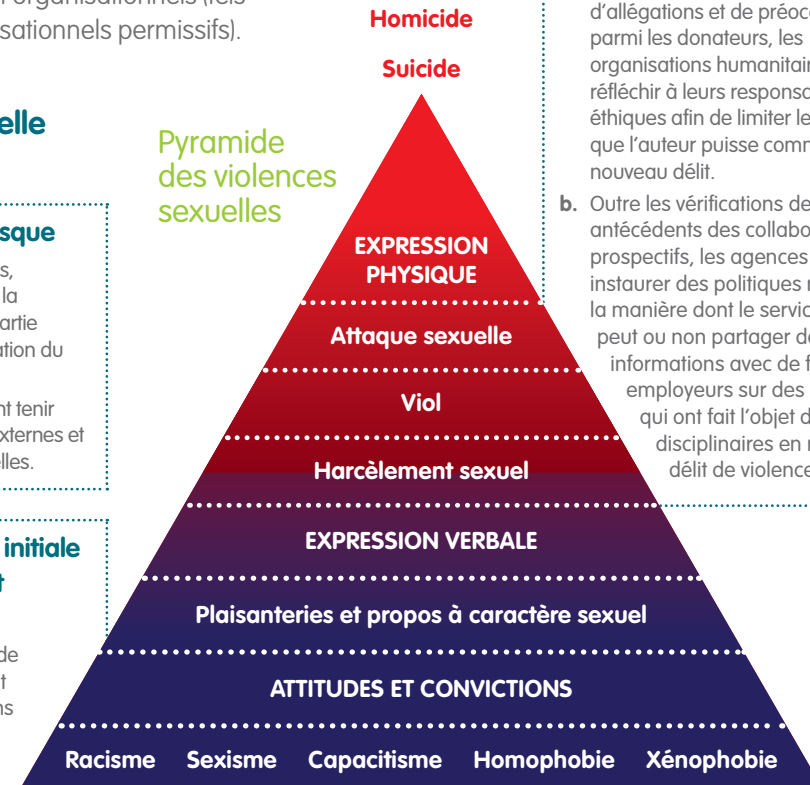 organisationnels (tels
sationnels permissifs).
elle
sque
s,
la
artie
ation du
nt tenir
xternes et
elles.
initiale
t
de
t
ns
Pyramide
des violences
sexuelles
Homicide
Suicide
EXPRESSION
PHYSIQUE
Attaque sexuelle
Viol
Harcèlement sexuel
EXPRESSION VERBALE
Plaisanteries et propos à caractère sexuel
ATTITUDES ET CONVICTIONS
Racisme Sexisme Capacitisme Homophobie Xénophobie
d'allégations et de préoc
parmi les donateurs, les
organisations humanitair
réfléchir à leurs responsa
éthiques afin de limiter le
que l'auteur puisse comm
nouveau délit.
b. Outre les vérifications de
antécédents des collabo
prospectifs, les agences
instaurer des politiques r
la manière dont le servic
peut ou non partager de
informations avec de f
employeurs sur des
qui ont fait l'objet d
disciplinaires en r
délit de violence